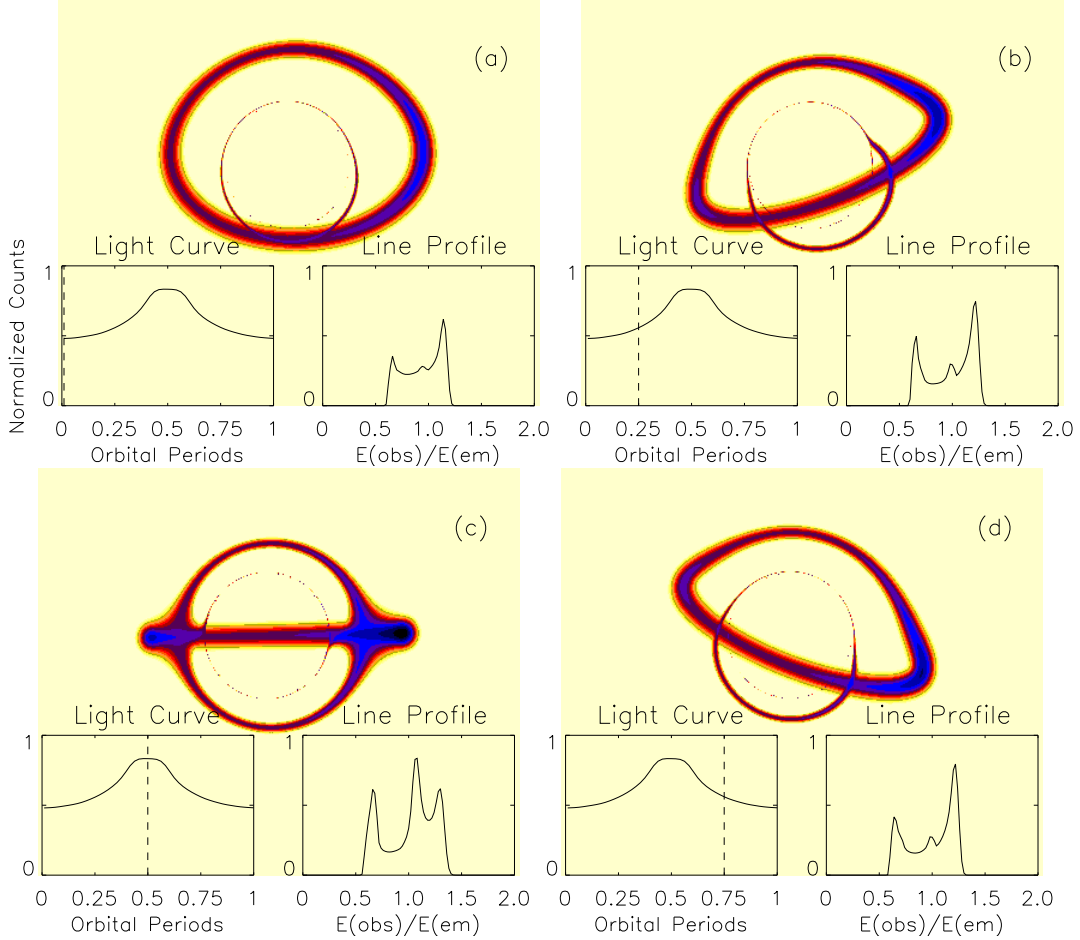 (a)
Light Curve
Line Profile
Normalized Counts
1
0
0 0.25 0.5 0.75 1
Orbital Periods
0 0.5 1.0 1.5 2.0
E(obs)/E(em)
(b)
Light Curve
Line Profile
1
0
1
0
0 0.25 0.5 0.75 1
Orbital Periods
0 0.5 1.0 1.5 2.0
E(obs)/E(em)
(c)
Light Curve
Line Profile
1
0
1
0
0 0.25 0.5 0.75 1
Orbital Periods
0 0.5 1.0 1.5 2.0
E(obs)/E(em)
(d)
Light Curve
Line Profile
1
0
1
0
0 0.25 0.5 0.75 1
Orbital Periods
0 0.5 1.0 1.5 2.0
E(obs)/E(em)